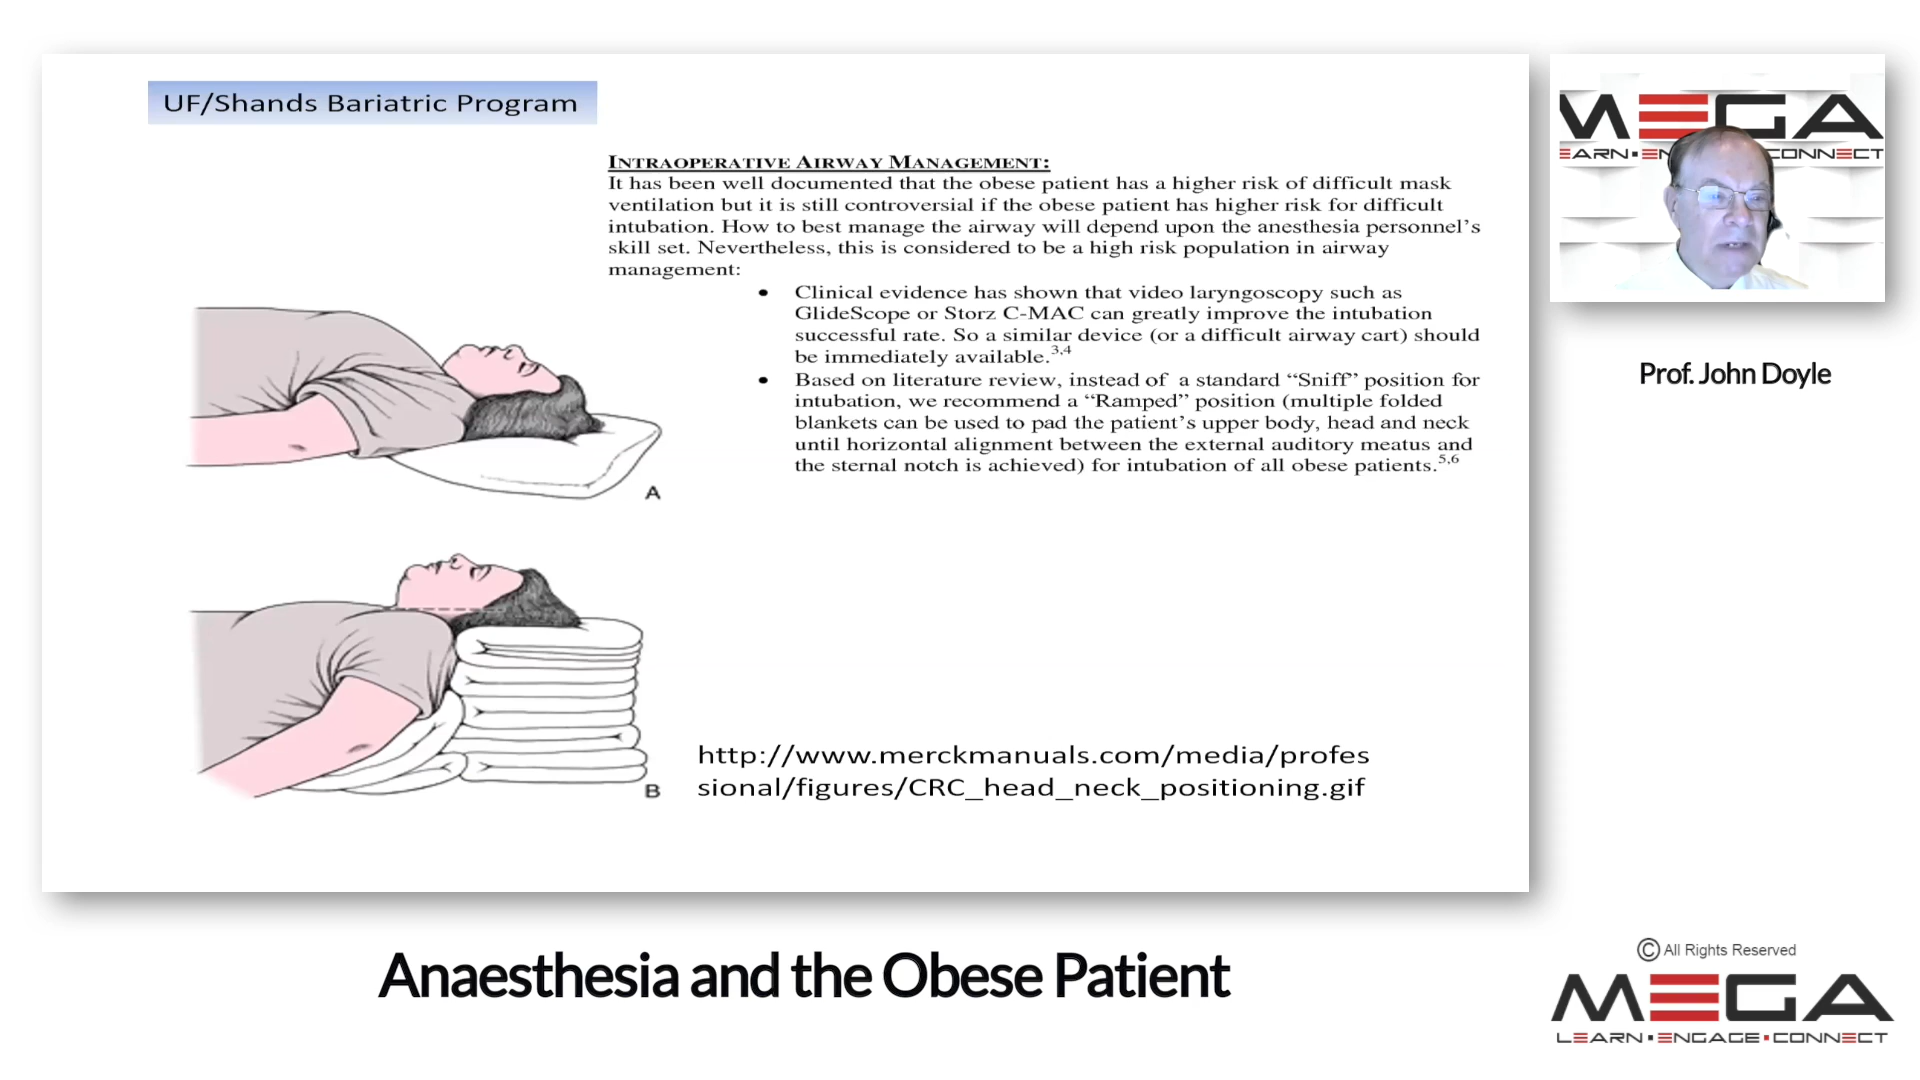 UF/Shands Bariatric Program
INTRAOPERATIVE AIRWAY MANAGEMENT:
It has been well documented that the obese patient has a higher risk of difficult mask
ventilation but it is still controversial if the obese patient has higher risk for difficult
intubation. How to best manage the airway will depend upon the anesthesia personnel's
skill set. Nevertheless, this is considered to be a high risk population in airway
management:
• Clinical evidence has shown that video laryngoscopy such as
GlideScope or Storz C-MAC can greatly improve the intubation
successful rate. So a similar device (or a difficult airway cart) should
be immediately available.3,4
• Based on literature review, instead of a standard “Sniff” position for
intubation, we recommend a “Ramped” position (multiple folded
blankets can be used to pad the patient's upper body, head and neck
until horizontal alignment between the external auditory meatus and
the sternal notch is achieved) for intubation of all obese patients.5,6
A
B
http://www.merckmanuals.com/media/profes
sional/figures/CRC_head_neck_positioning.gif
MEGA
CONNECT
Prof. John Doyle
Anaesthesia and the Obese Patient
© All Rights Reserved
MEGA
LEARN▪ENGAGE▪CONNECT